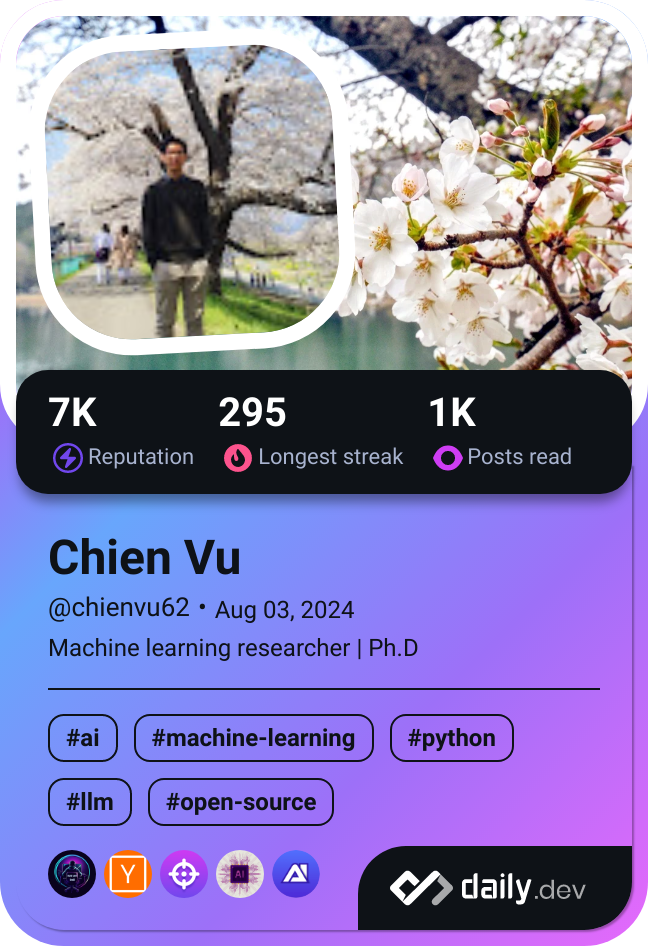 7K 295 1K
Reputation Longest streak Posts read
Chien Vu
@chienvu62 • Aug 03, 2024
Machine learning researcher | Ph.D
#ai #machine-learning #python
#llm #open-source
Y AI
daily.dev